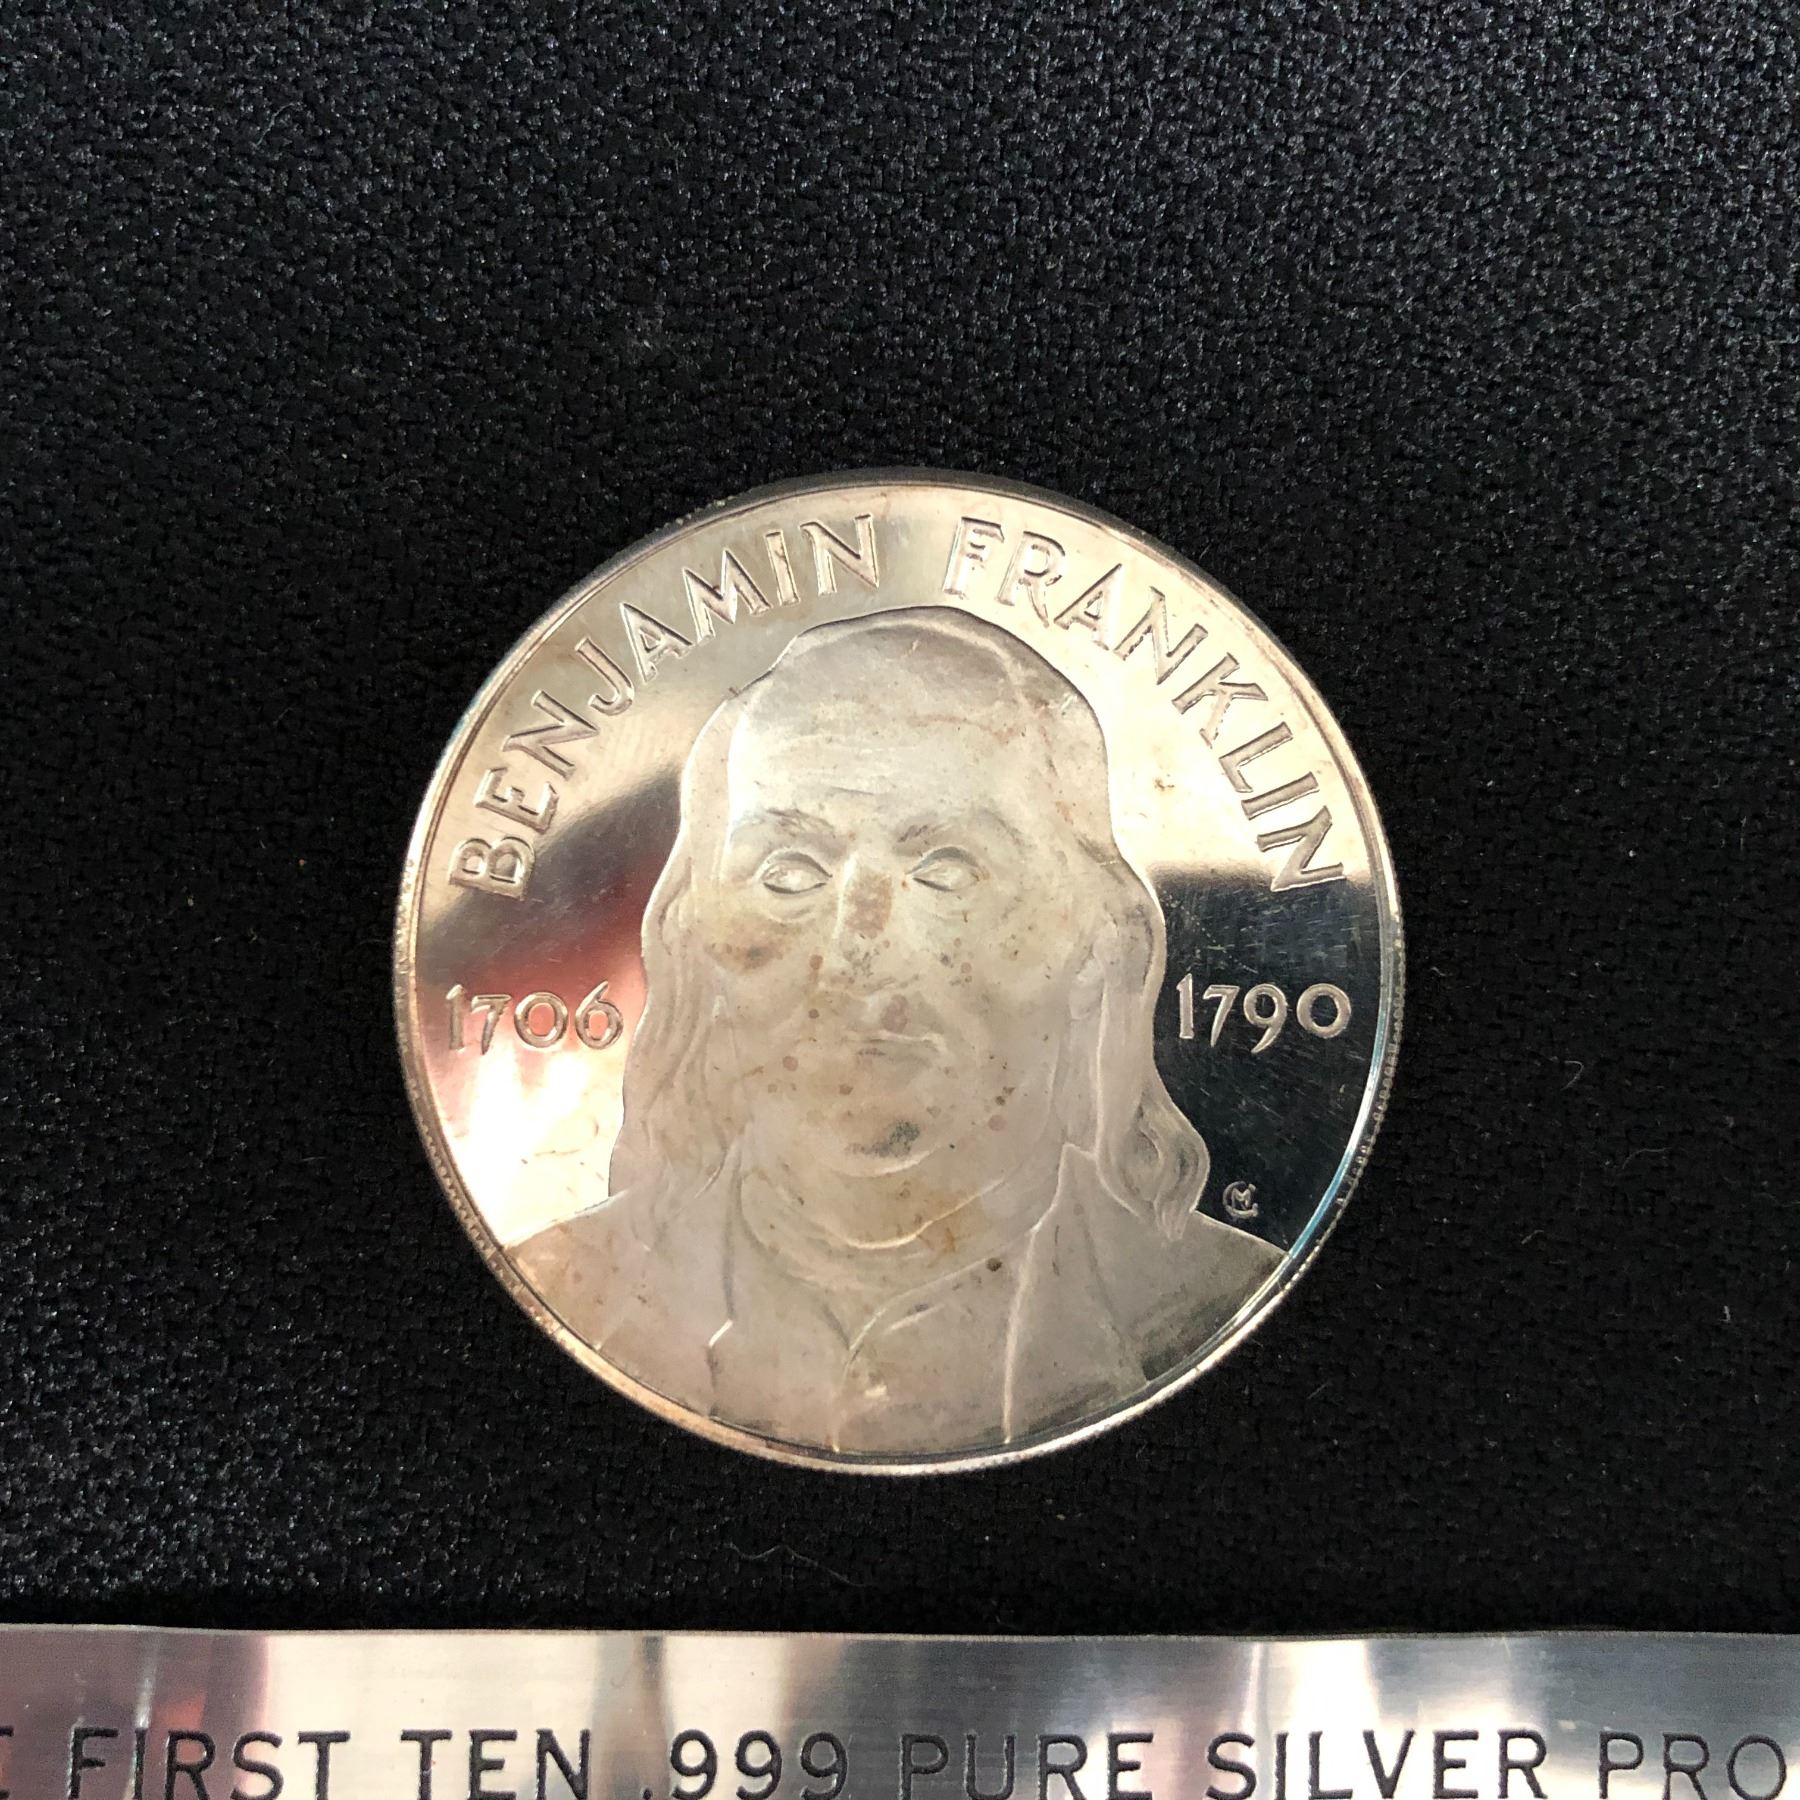 BENJAMIN FRANKLIN
1706 1790
FIRST TEN .999 PURE SILVER PRO